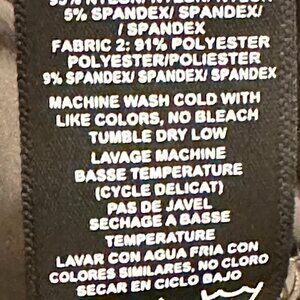 5% SPANDEX/ SPANDEX/
/ SPANDEX
FABRIC 2: 91% POLYESTER
POLYESTER/POLIESTER
9% SPANDEX/ SPANDEX/ SPANDEX
MACHINE WASH COLD WITH
LIKE COLORS, NO BLEACH
TUMBLE DRY LOW
LAVAGE MACHINE
BASSE TEMPERATURE
(CYCLE DELICAT)
PAS DE JAVEL
SECHAGE A BASSE
TEMPERATURE
LAVAR CON AGUA FRIA CON
COLORES SIMILARES, NO CLORO
SECAR EN CICLO BAJO